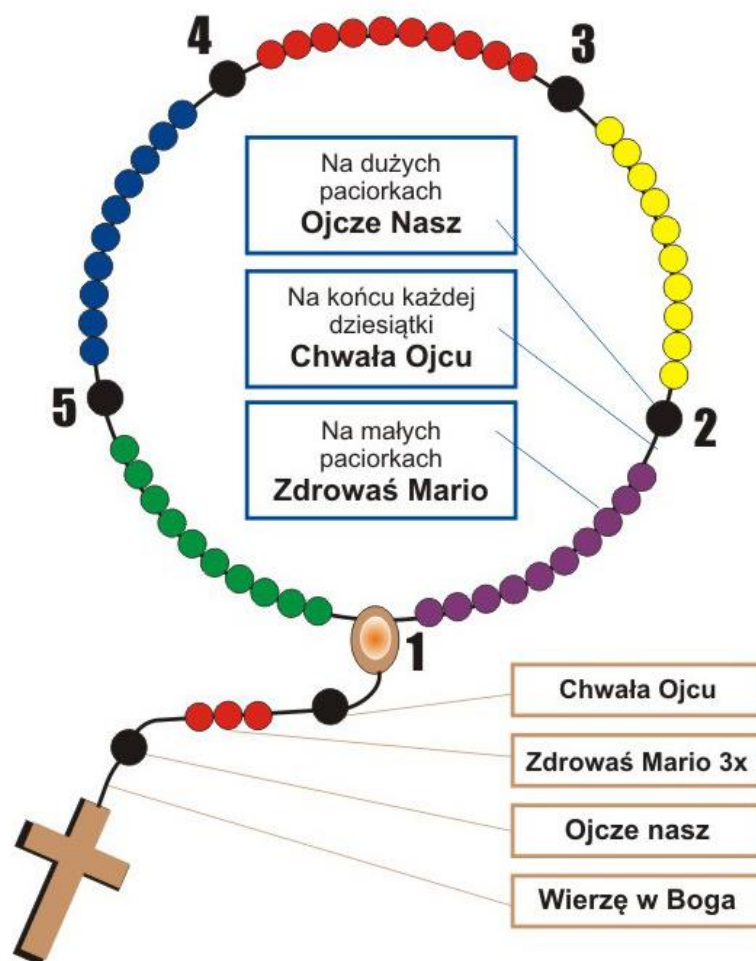 4
3
Na dużych
paciorkach
Ojcze Nasz
Na końcu każdej
dziesiątki
Chwała Ojcu
5
2
Na małych
paciorkach
Zdrowaś Mario
1
Chwała Ojcu
Zdrowaś Mario 3x
Ojcze nasz
Wierzę w Boga